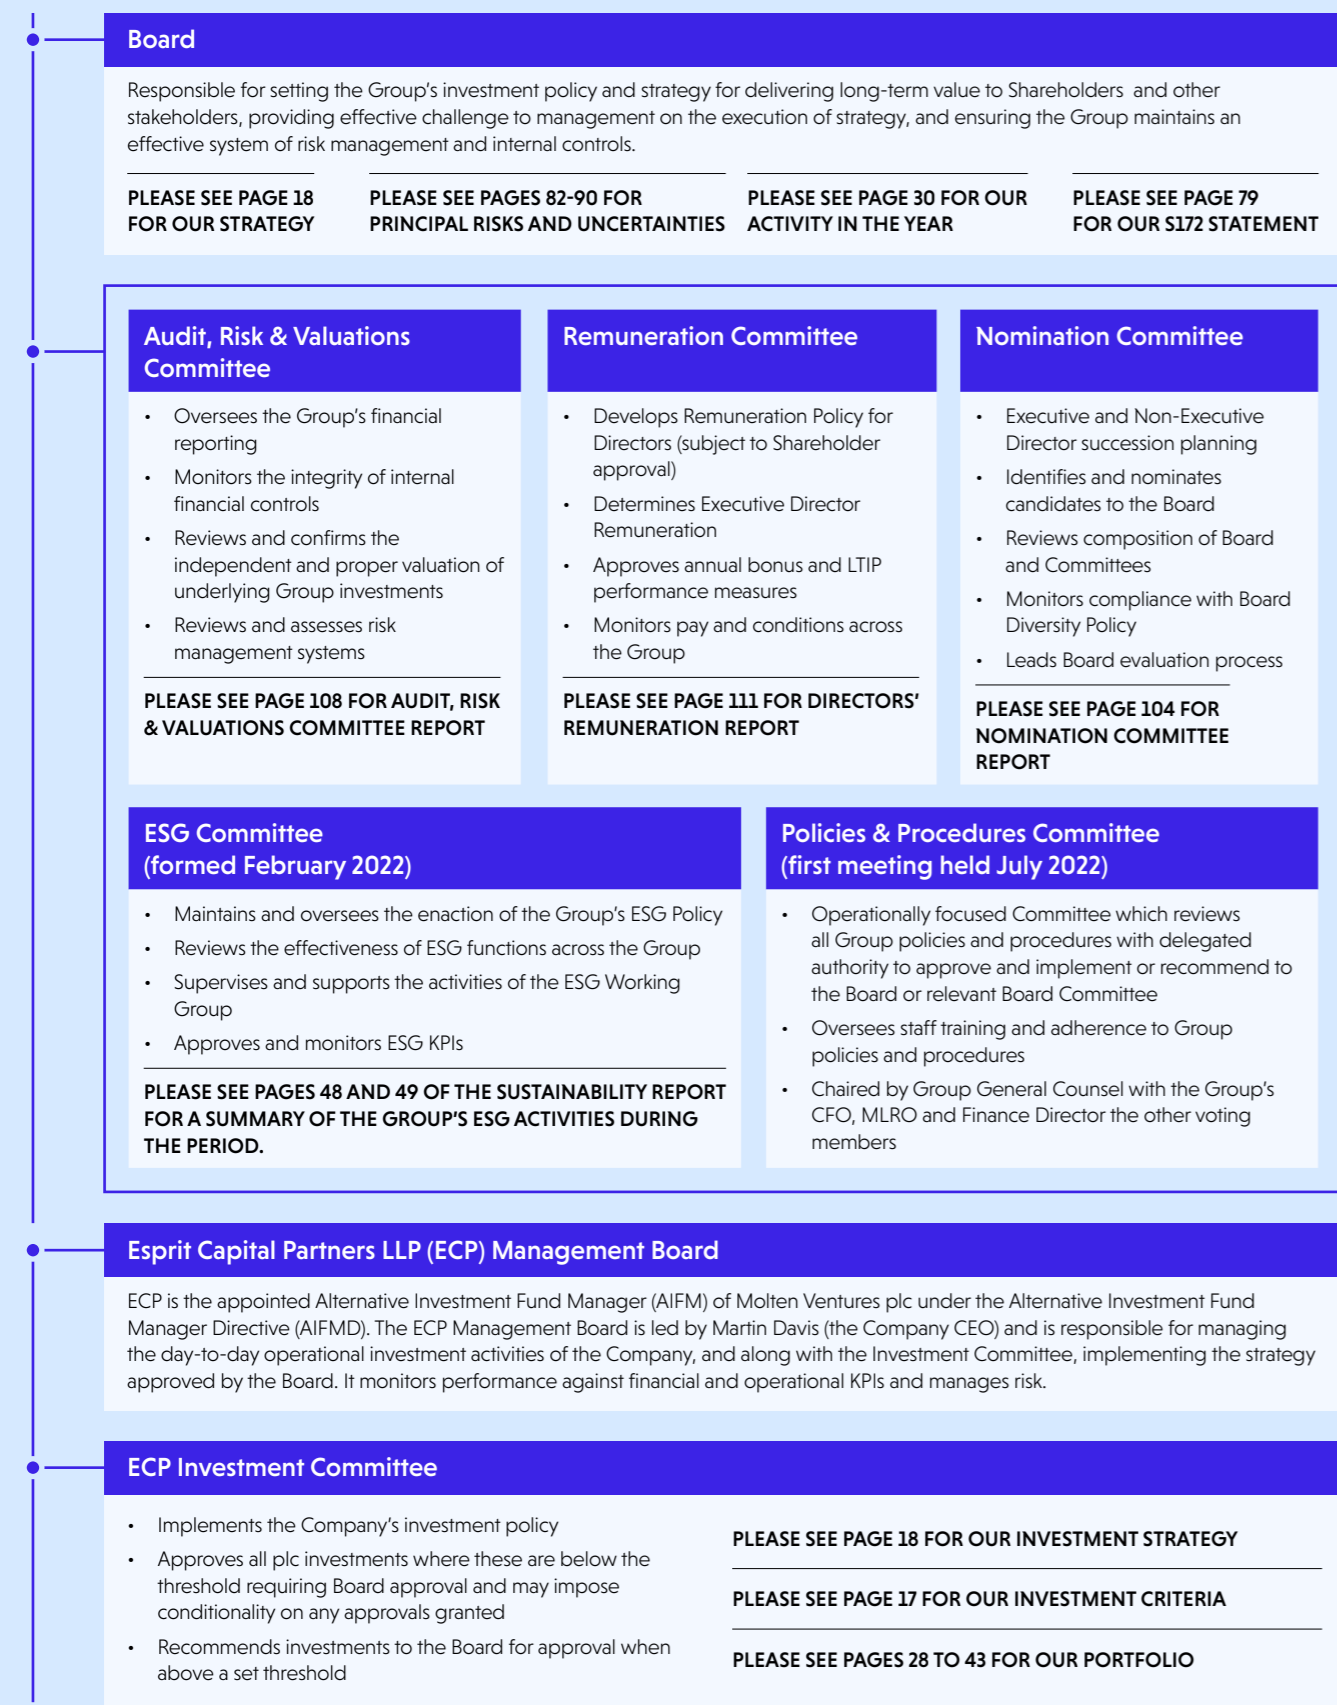 Board
Responsible for setting the Group's investment policy and strategy for delivering long-term value to Shareholders and other
stakeholders, providing effective challenge to management on the execution of strategy, and ensuring the Group maintains an
effective system of risk management and internal controls.
PLEASE SEE PAGE 18
FOR OUR STRATEGY
PLEASE SEE PAGES 82-90 FOR
PRINCIPAL RISKS AND UNCERTAINTIES
PLEASE SEE PAGE 30 FOR OUR
ACTIVITY IN THE YEAR
PLEASE SEE PAGE 79
FOR OUR S172 STATEMENT
Audit, Risk & Valuations
Committee
• Oversees the Group's financial
reporting
• Monitors the integrity of internal
financial controls
• Reviews and confirms the
independent and proper valuation of
underlying Group investments
• Reviews and assesses risk
management systems
PLEASE SEE PAGE 108 FOR AUDIT, RISK
& VALUATIONS COMMITTEE REPORT
Remuneration Committee
• Develops Remuneration Policy for
Directors (subject to Shareholder
approval)
• Determines Executive Director
Remuneration
• Approves annual bonus and LTIP
performance measures
• Monitors pay and conditions across
the Group
PLEASE SEE PAGE 111 FOR DIRECTORS'
REMUNERATION REPORT
Nomination Committee
• Executive and Non-Executive
Director succession planning
• Identifies and nominates
candidates to the Board
• Reviews composition of Board
and Committees
• Monitors compliance with Board
Diversity Policy
• Leads Board evaluation process
PLEASE SEE PAGE 104 FOR
NOMINATION COMMITTEE
REPORT
ESG Committee
(formed February 2022)
• Maintains and oversees the enaction of the Group's ESG Policy
• Reviews the effectiveness of ESG functions across the Group
• Supervises and supports the activities of the ESG Working
Group
• Approves and monitors ESG KPIs
PLEASE SEE PAGES 48 AND 49 OF THE SUSTAINABILITY REPORT
FOR A SUMMARY OF THE GROUP'S ESG ACTIVITIES DURING
THE PERIOD.
Policies & Procedures Committee
(first meeting held July 2022)
• Operationally focused Committee which reviews
all Group policies and procedures with delegated
authority to approve and implement or recommend to
the Board or relevant Board Committee
• Oversees staff training and adherence to Group
policies and procedures
• Chaired by Group General Counsel with the Group's
CFO, MLRO and Finance Director the other voting
members
Esprit Capital Partners LLP (ECP) Management Board
ECP is the appointed Alternative Investment Fund Manager (AIFM) of Molten Ventures plc under the Alternative Investment Fund
Manager Directive (AIFMD). The ECP Management Board is led by Martin Davis (the Company CEO) and is responsible for managing
the day-to-day operational investment activities of the Company, and along with the Investment Committee, implementing the strategy
approved by the Board. It monitors performance against financial and operational KPIs and manages risk.
ECP Investment Committee
• Implements the Company's investment policy
• Approves all plc investments where these are below the
threshold requiring Board approval and may impose
conditionality on any approvals granted
• Recommends investments to the Board for approval when
above a set threshold
PLEASE SEE PAGE 18 FOR OUR INVESTMENT STRATEGY
PLEASE SEE PAGE 17 FOR OUR INVESTMENT CRITERIA
PLEASE SEE PAGES 28 TO 43 FOR OUR PORTFOLIO